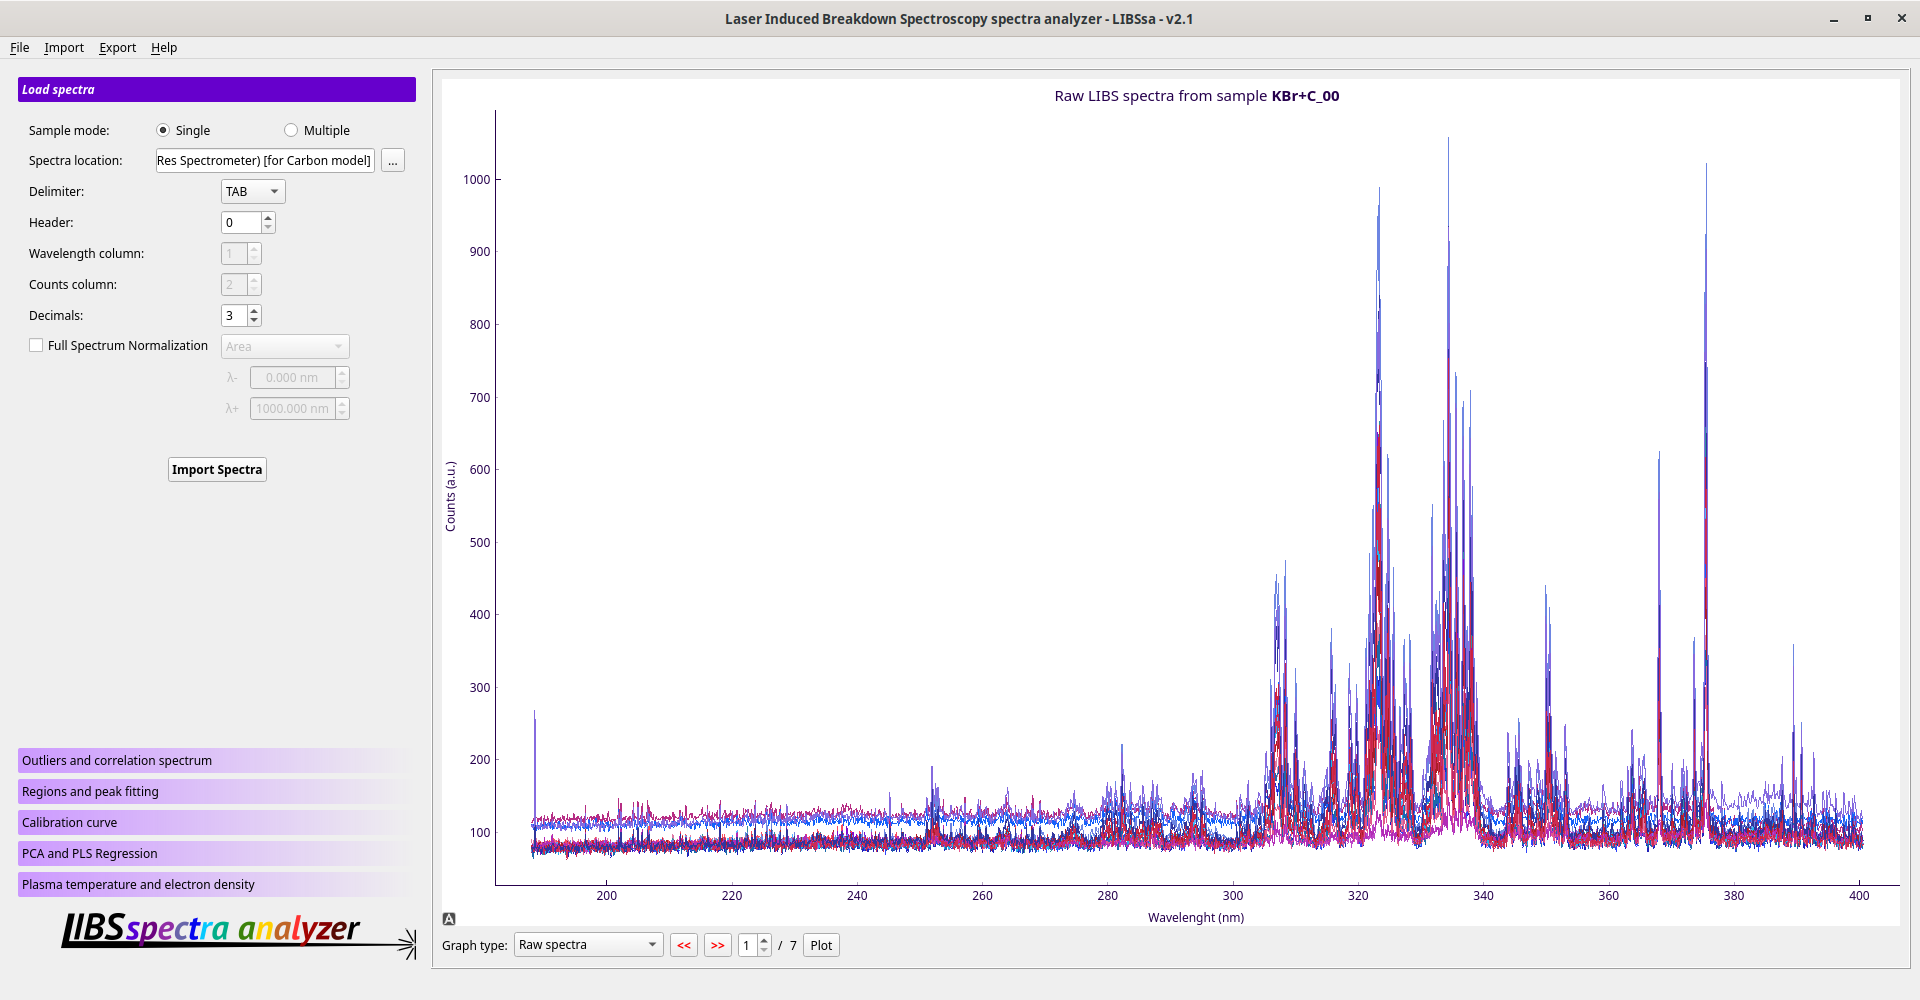 Laser Induced Breakdown Spectroscopy spectra analyzer - LIBSsa - v2.1
File Import Export Help
Load spectra
Sample mode: Single Multiple
Spectra location: Res Spectrometer) [for Carbon model] ...
Delimiter: TAB
Header: 0
Wavelength column: 1
Counts column: 2
Decimals: 3
Full Spectrum Normalization Area
λ- 0.000 nm
λ+ 1000.000 nm
Import Spectra
Outliers and correlation spectrum
Regions and peak fitting
Calibration curve
PCA and PLS Regression
Plasma temperature and electron density
LIBS spectra analyzer
Raw LIBS spectra from sample KBr+C_00
Counts (a.u.)
1000
900
800
700
600
500
400
300
200
100
200 220 240 260 280 300 320 340 360 380 400
Wavelenght (nm)
A
Graph type: Raw spectra << >> 1 / 7 Plot